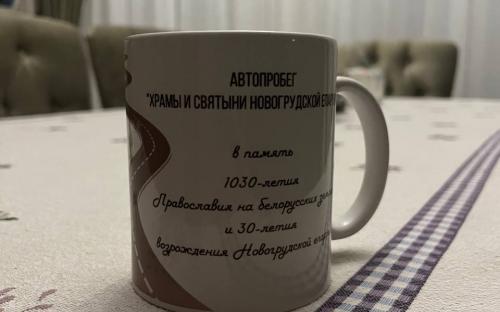 АВТОПРОБЕГ
"ХРАМЫ И СВЯТЫНИ НОВОГРУДСКОЙ
в память
1030-летия
Православия на белорусских
и 30-летия
возрождения Новогрудской